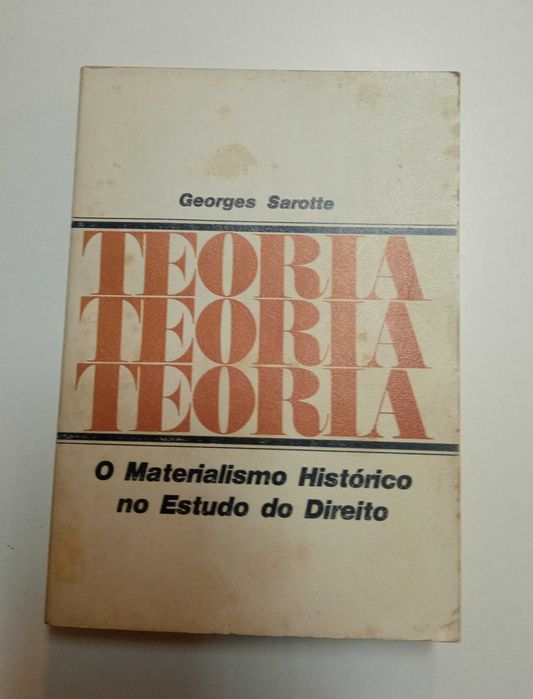 Georges Sarotte
TEORIA
TEORIA
TEORIA
O Materialismo Histórico
no Estudo do Direito